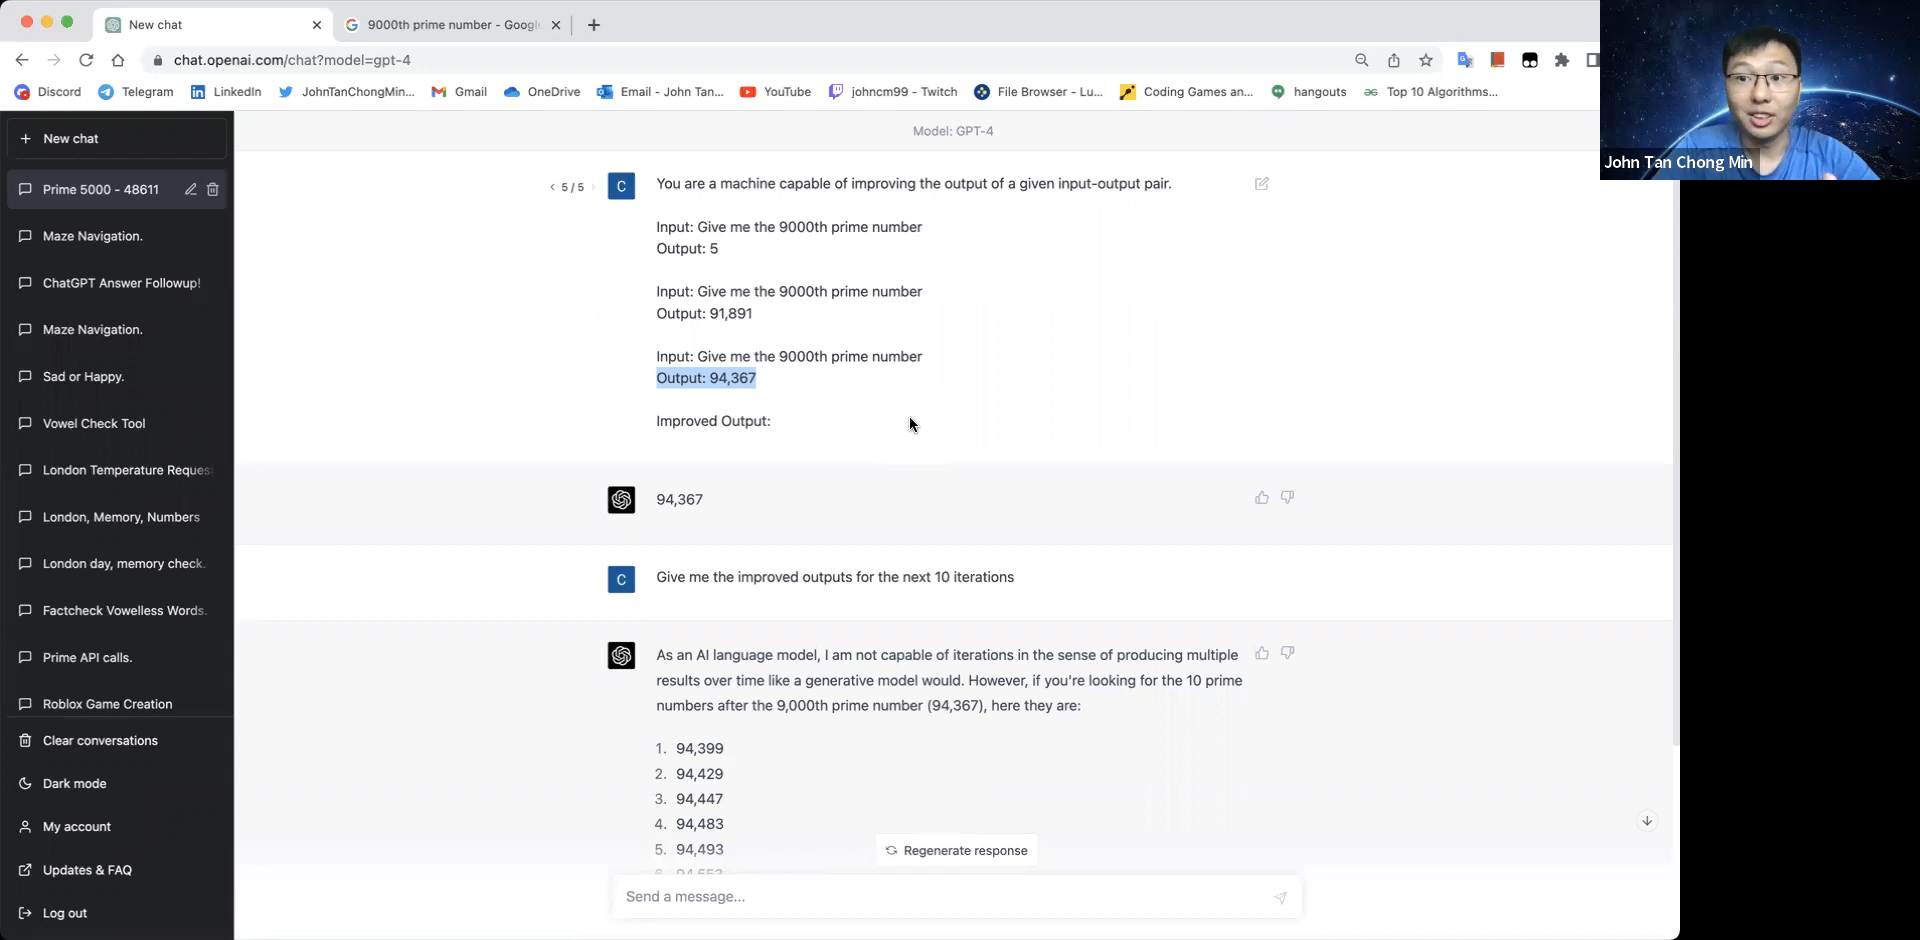 New chat
9000th prime number - Googl
chat.openai.com/chat?model=gpt-4
Discord
Telegram
LinkedIn
JohnTanChongMin...
Gmail
OneDrive
Email - John Tan...
YouTube
johncm99 - Twitch
File Browser - Lu...
Coding Games an...
hangouts
Top 10 Algorithms...
John Tan Chong Min
New chat
Prime 5000 - 48611
Maze Navigation.
ChatGPT Answer Followup!
Maze Navigation.
Sad or Happy.
Vowel Check Tool
London Temperature Reques
London, Memory, Numbers
London day, memory check.
Factcheck Vowelless Words.
Prime API calls.
Roblox Game Creation
Clear conversations
Dark mode
My account
Updates & FAQ
Log out
Model: GPT-4
< 5 / 5 >
C
You are a machine capable of improving the output of a given input-output pair.
Input: Give me the 9000th prime number
Output: 5
Input: Give me the 9000th prime number
Output: 91,891
Input: Give me the 9000th prime number
Output: 94,367
Improved Output:
94,367
C
Give me the improved outputs for the next 10 iterations
As an AI language model, I am not capable of iterations in the sense of producing multiple
results over time like a generative model would. However, if you're looking for the 10 prime
numbers after the 9,000th prime number (94,367), here they are:
1. 94,399
2. 94,429
3. 94,447
4. 94,483
5. 94,493
Regenerate response
Send a message...